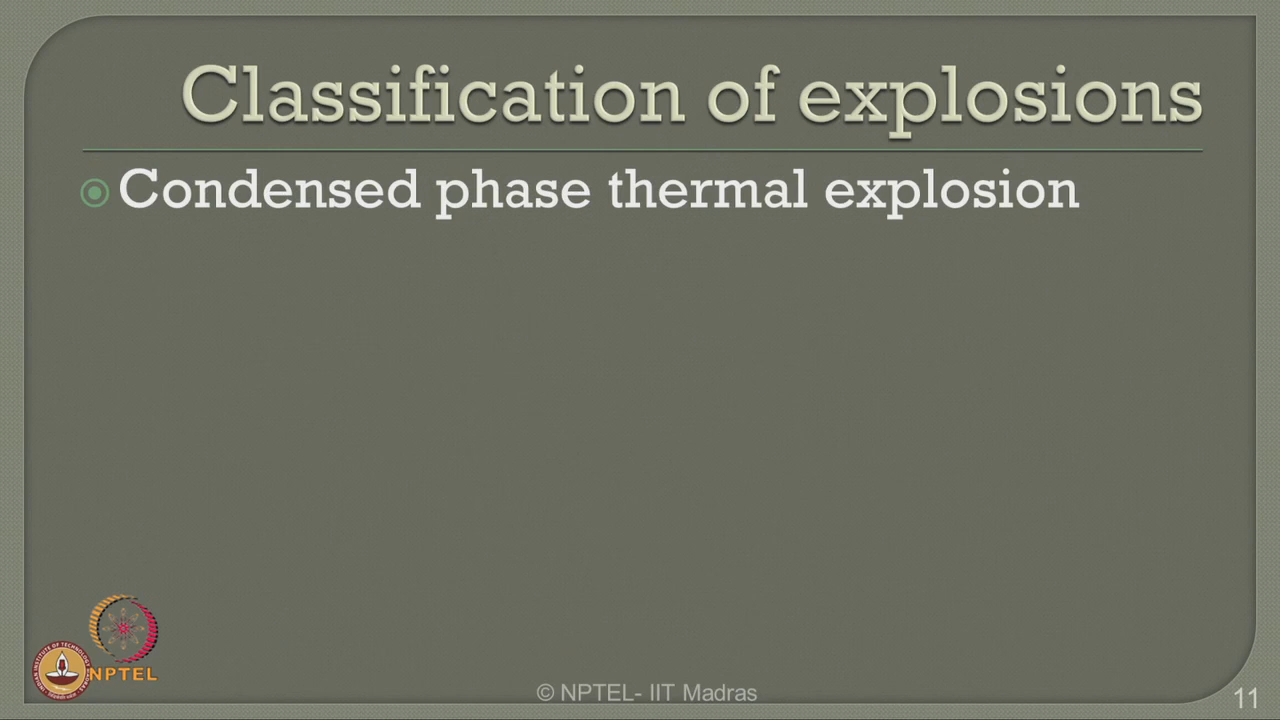 Classification of explosions
Condensed phase thermal explosion
NPTEL
© NPTEL- IIT Madras
11